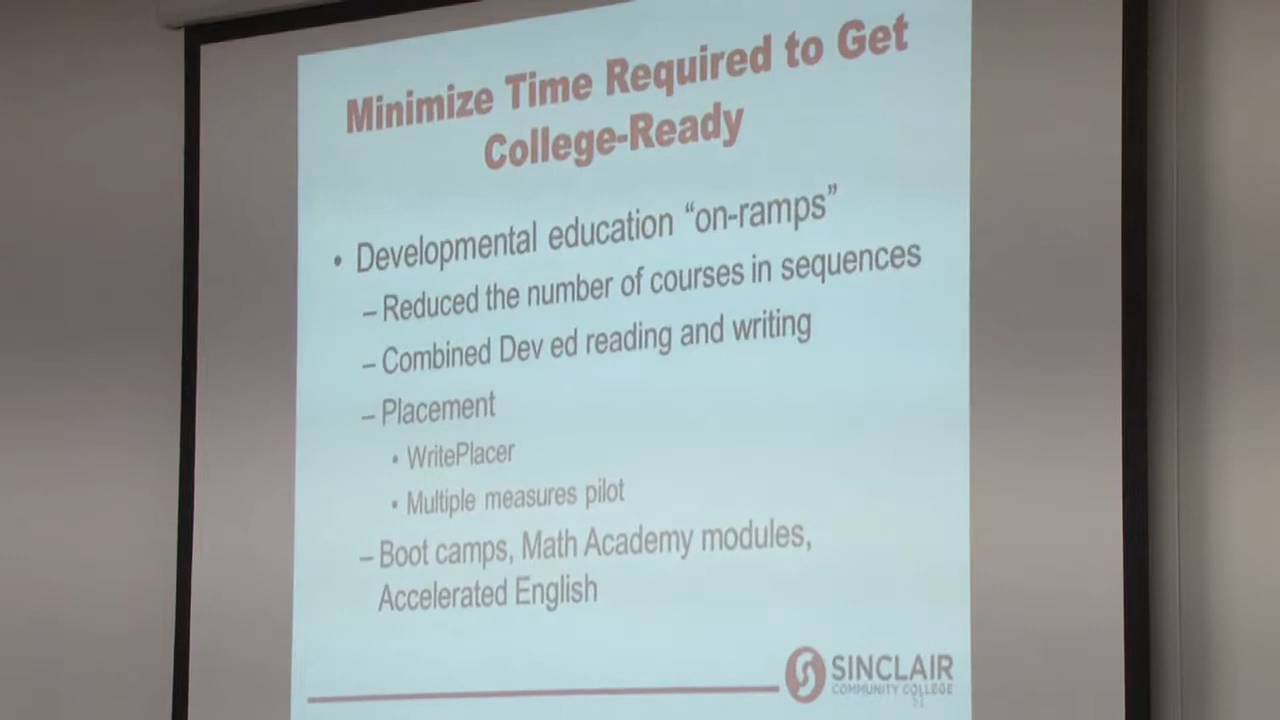 Minimize Time Required to Get
College-Ready
• Developmental education “on-ramps”
– Reduced the number of courses in sequences
– Combined Dev ed reading and writing
– Placement
• WritePlacer
• Multiple measures pilot
– Boot camps, Math Academy modules,
Accelerated English
SINCLAIR
COMMUNITY COLLEGE